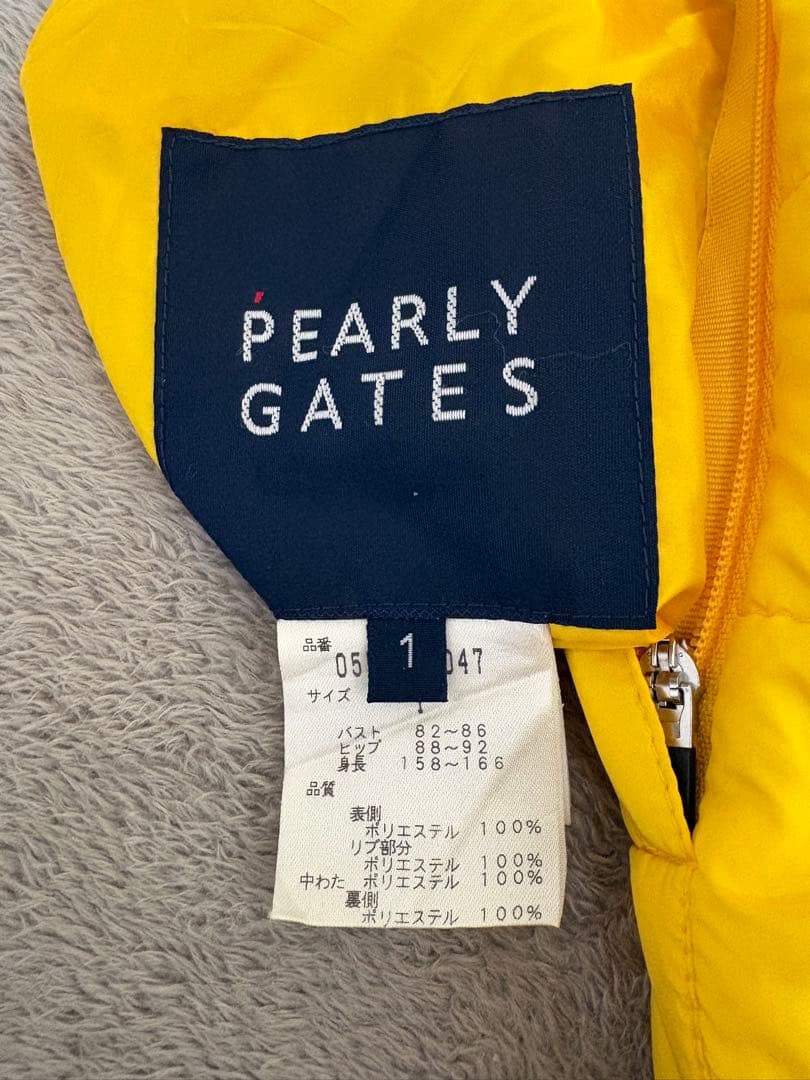 PEARLY
GATES
1
品番
05 047
サイズ
バスト 82~86
ヒップ 88~92
身長 158~166
品質
表側
ポリエステル 100%
リブ部分
ポリエステル 100%
中わた ポリエステル 100%
裏側
ポリエステル 100%